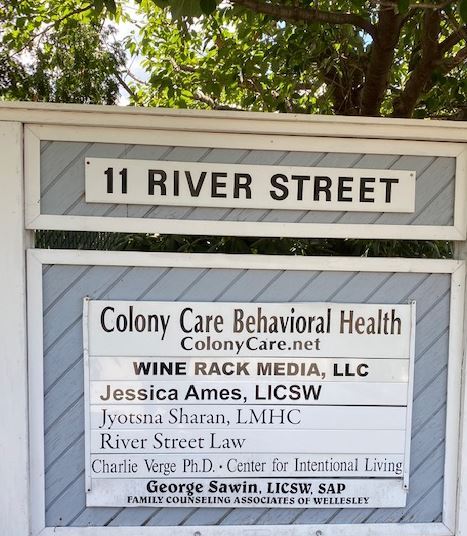 11 RIVER STREET
Colony Care Behavioral Health
ColonyCare.net
WINE RACK MEDIA, LLC
Jessica Ames, LICSW
Jyotsna Sharan, LMHC
River Street Law
Charlie Verge Ph.D. · Center for Intentional Living
George Sawin, LICSW, SAP
FAMILY COUNSELING ASSOCIATES OF WELLESLEY